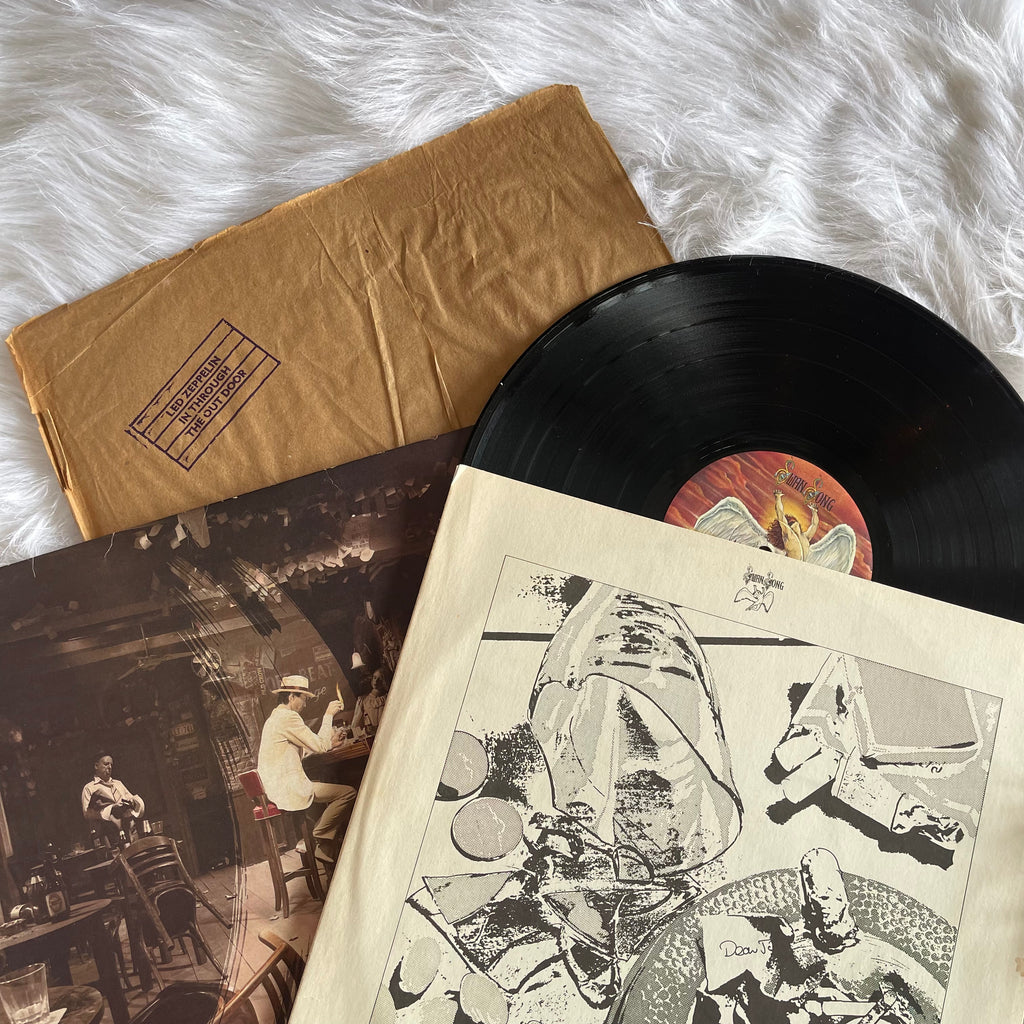 LED ZEPPELIN
IN THROUGH
THE OUT DOOR
SWAN SONG
SWAN SONG
Dear J